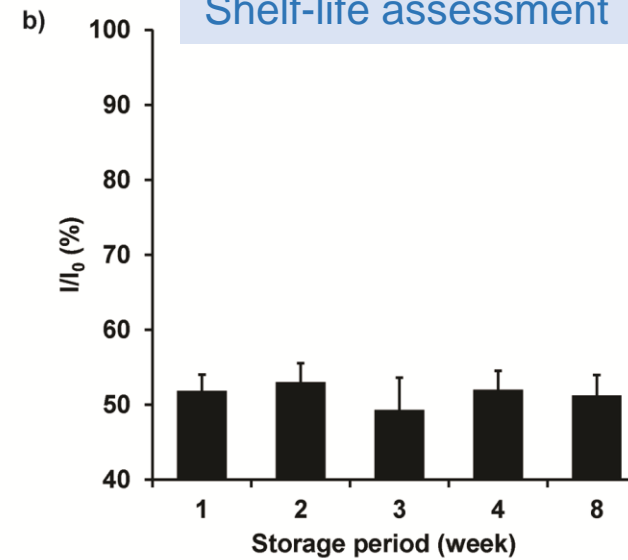 Shelf-life assessment
b)
100
90
80
70
60
50
40
I/I₀ (%)
1 2 3 4 8
Storage period (week)